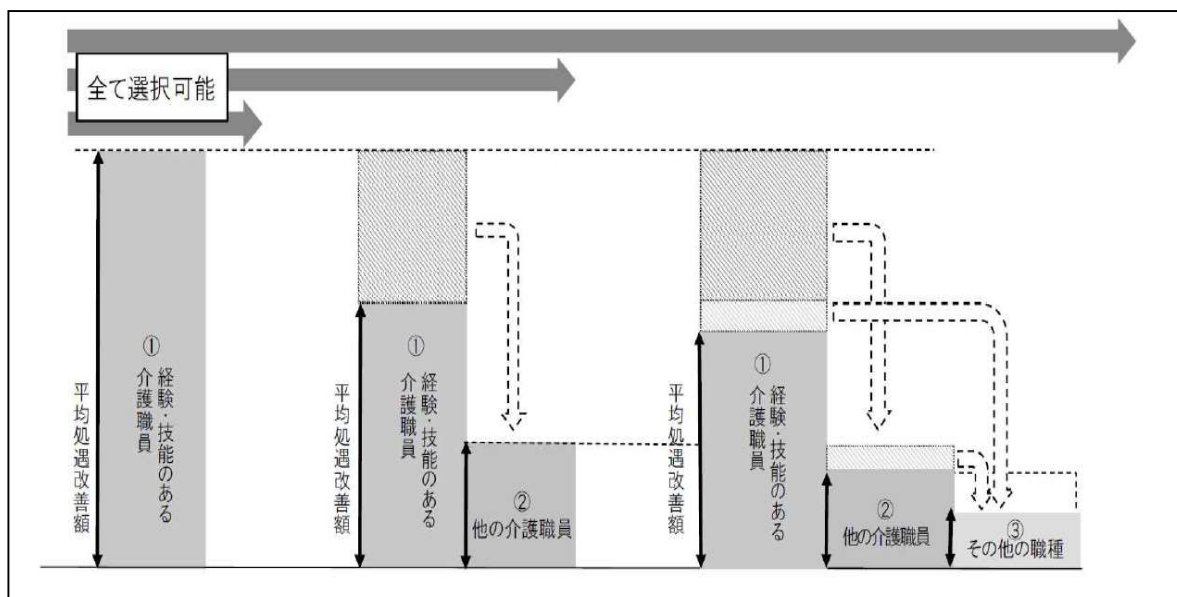 全て選択可能
平均処遇改善額
①
経験・技能のある
介護職員
平均処遇改善額
①
経験・技能のある
介護職員
②
他の介護職員
平均処遇改善額
①
経験・技能のある
介護職員
②
他の介護職員
③
その他の職種